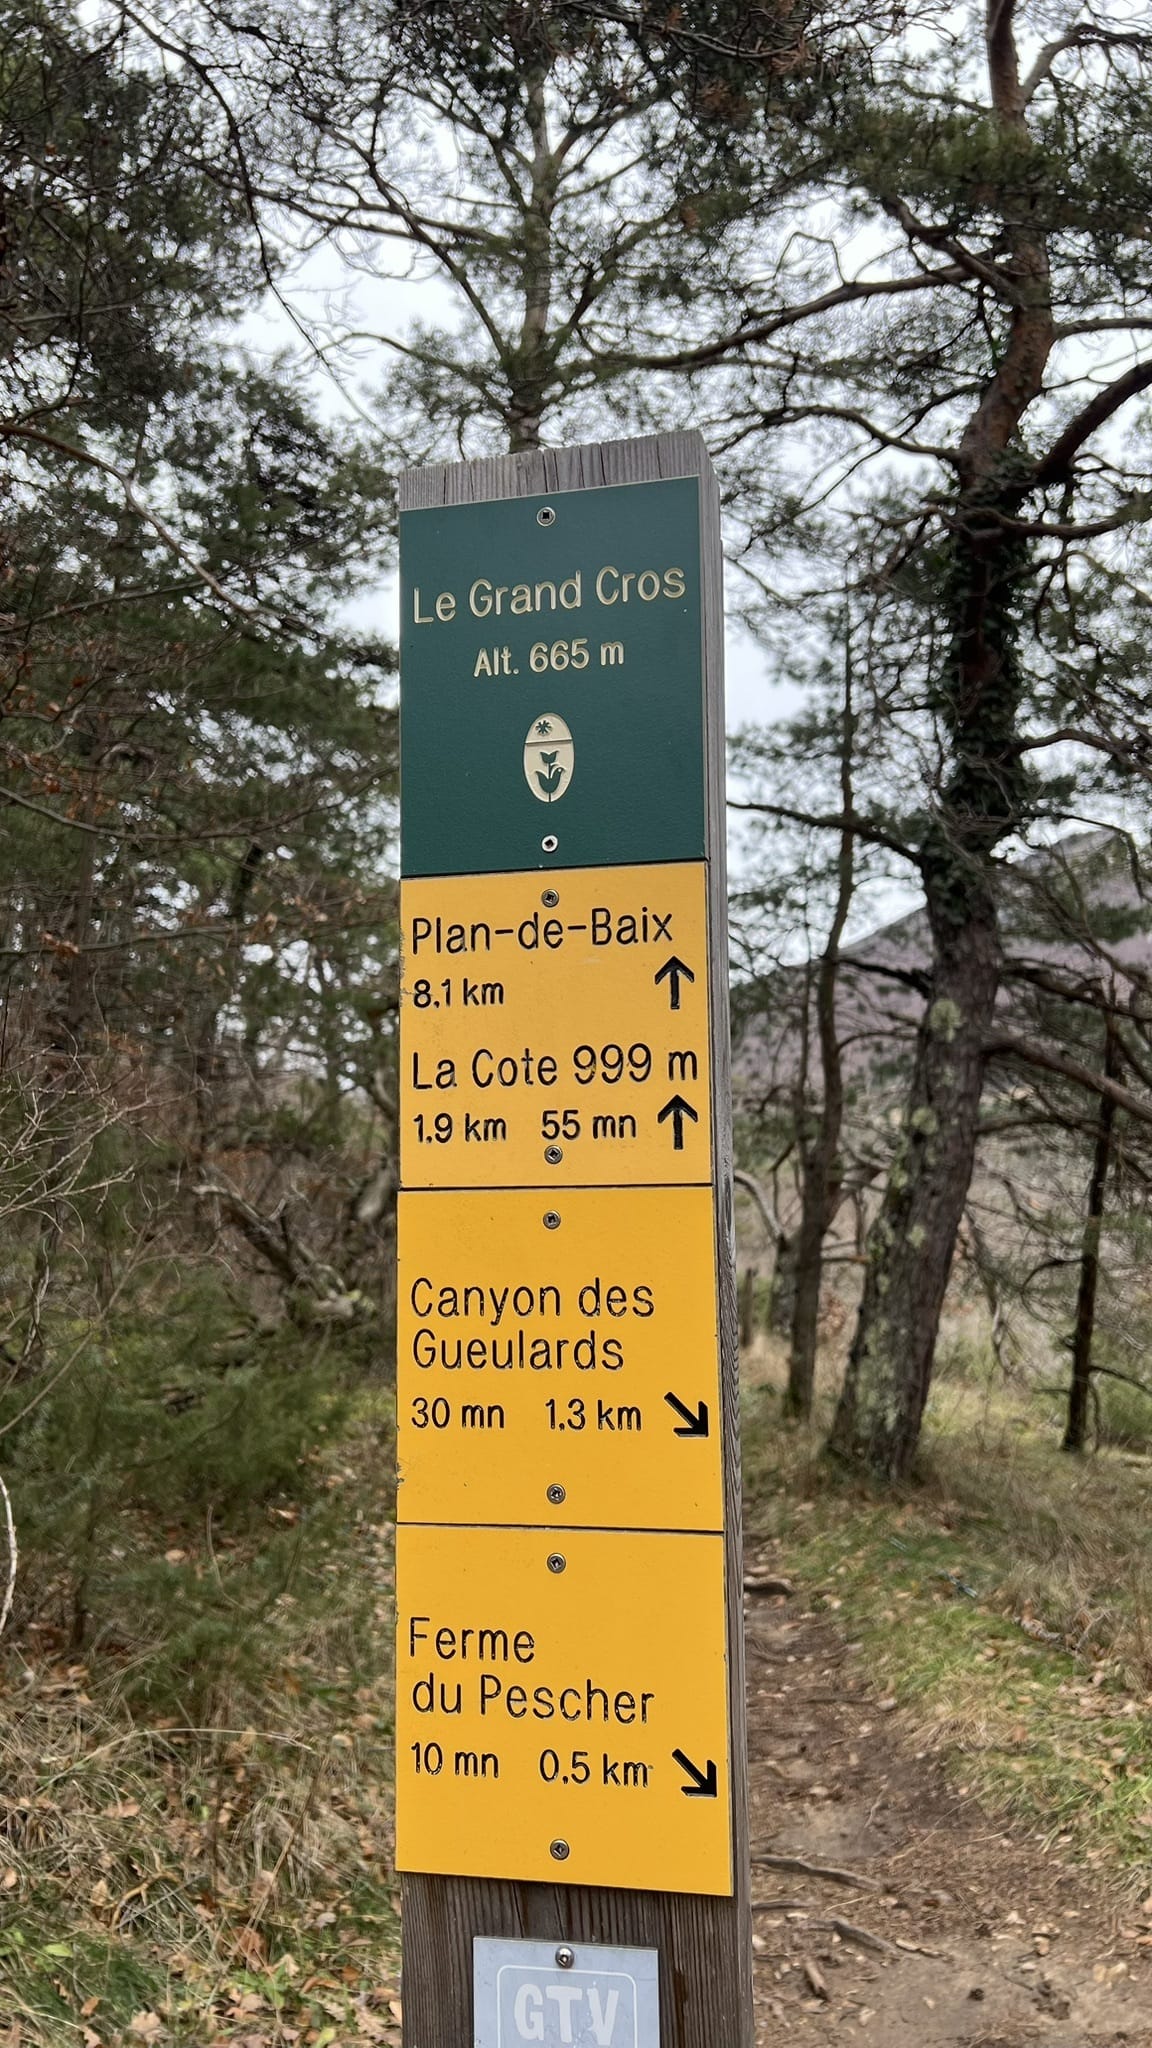 Le Grand Cros
Alt. 665 m
Plan-de-Baix
8,1 km ↑
La Cote 999 m
1,9 km 55 mn ↑
Canyon des
Gueulards
30 mn 1,3 km ↘
Ferme
du Pescher
10 mn 0,5 km ↘
GTV